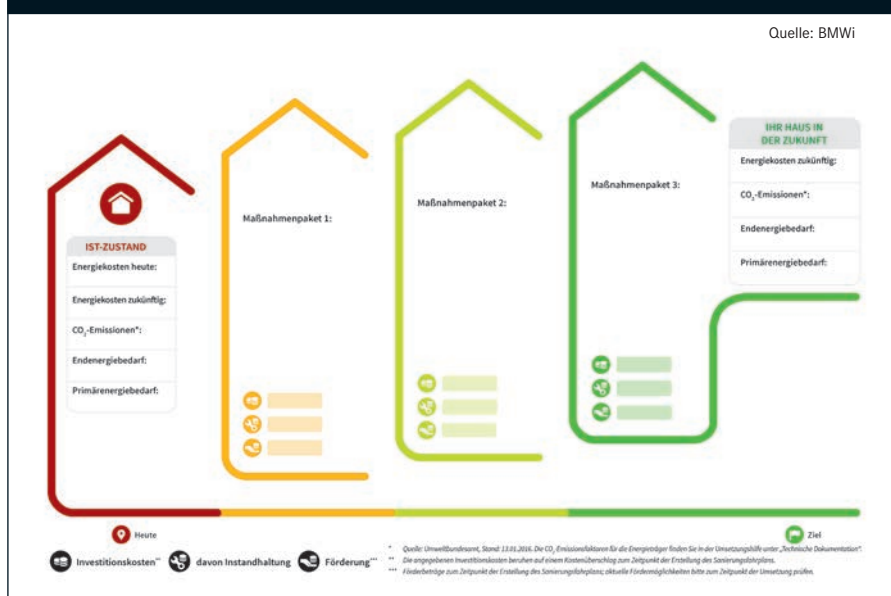 Quelle: BMWi
IST-ZUSTAND
Energiekosten heute:
Energiekosten zukünftig:
CO₂-Emissionen*:
Endenergiebedarf:
Primärenergiebedarf:
Maßnahmenpaket 1:
Maßnahmenpaket 2:
Maßnahmenpaket 3:
IHR HAUS IN
DER ZUKUNFT
Energiekosten zukünftig:
CO₂-Emissionen*:
Endenergiebedarf:
Primärenergiebedarf:
Heute
Ziel
Investitionskosten** davon Instandhaltung Förderung***
* Quelle: Umweltbundesamt, Stand: 13.01.2016. Die CO₂-Emissionsfaktoren für die Energieträger finden Sie in der Umsetzungshilfe unter „Technische Dokumentation“.
** Die angegebenen Investitionskosten beruhen auf einem Kostenüberschlag zum Zeitpunkt der Erstellung des Sanierungsfahrplans.
*** Förderbeträge zum Zeitpunkt der Erstellung des Sanierungsfahrplans; aktuelle Fördermöglichkeiten bitte zum Zeitpunkt der Umsetzung prüfen.